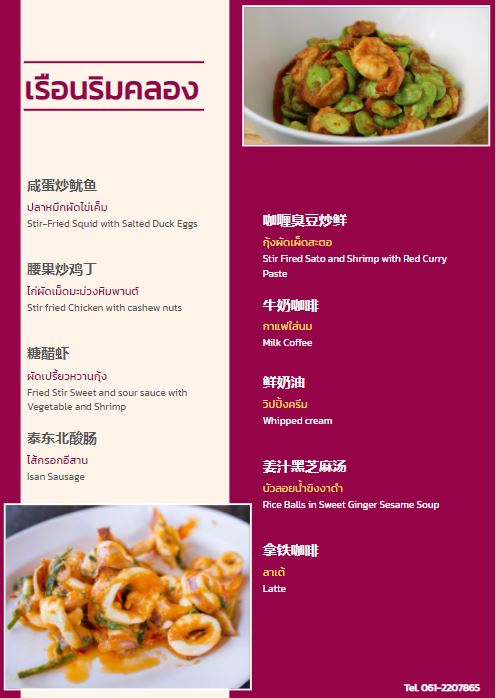 เรือนริมคลอง
咸蛋炒鱿鱼
ปลาหมึกผัดไข่เค็ม
Stir-Fried Squid with Salted Duck Eggs
腰果炒鸡丁
ไก่ผัดเม็ดมะม่วงหิมพานต์
Stir fried Chicken with cashew nuts
糖醋虾
ผัดเปรี้ยวหวานกุ้ง
Fried Stir Sweet and sour sauce with
Vegetable and Shrimp
泰东北酸肠
ไส้กรอกอีสาน
Isan Sausage
咖喱臭豆炒鲜
กุ้งผัดเผ็ดสะตอ
Stir Fired Sato and Shrimp with Red Curry
Paste
牛奶咖啡
กาแฟใส่นม
Milk Coffee
鲜奶油
วิปปิ้งครีม
Whipped cream
姜汁黑芝麻汤
บัวลอยน้ำขิงงาดำ
Rice Balls in Sweet Ginger Sesame Soup
拿铁咖啡
ลาเต้
Latte
Tel. 061-2207865